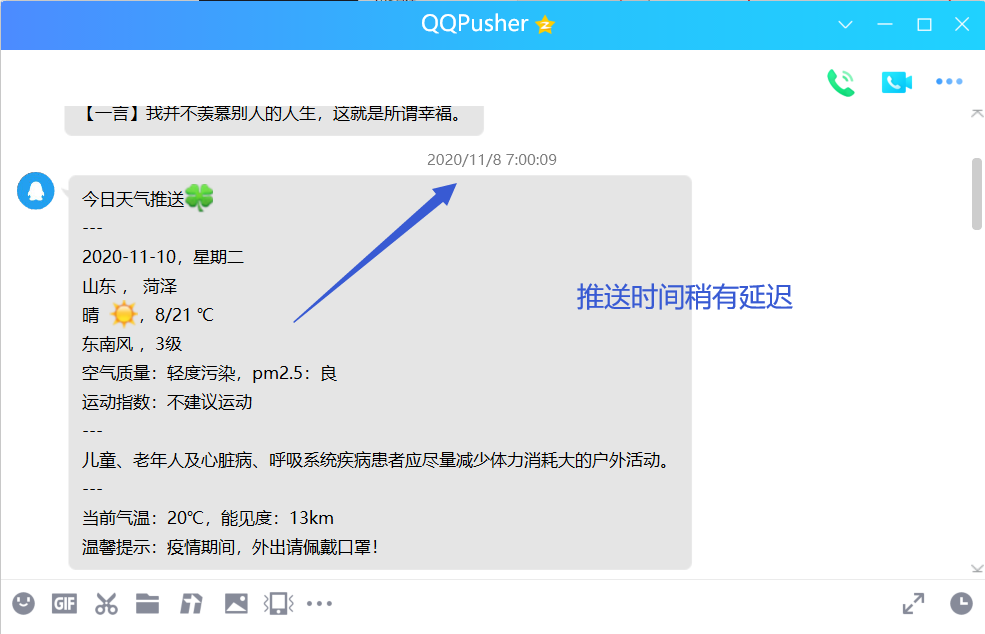 QQPusher
【一言】我并不羡慕别人的人生，这就是所谓幸福。
2020/11/8 7:00:09
今日天气推送🍀
---
2020-11-10，星期二
山东 ， 菏泽
晴 ☀️，8/21 ℃
东南风 ，3级
空气质量：轻度污染，pm2.5：良
运动指数：不建议运动
---
儿童、老年人及心脏病、呼吸系统疾病患者应尽量减少体力消耗大的户外活动。
---
当前气温：20℃，能见度：13km
温馨提示：疫情期间，外出请佩戴口罩！
推送时间稍有延迟
GIF